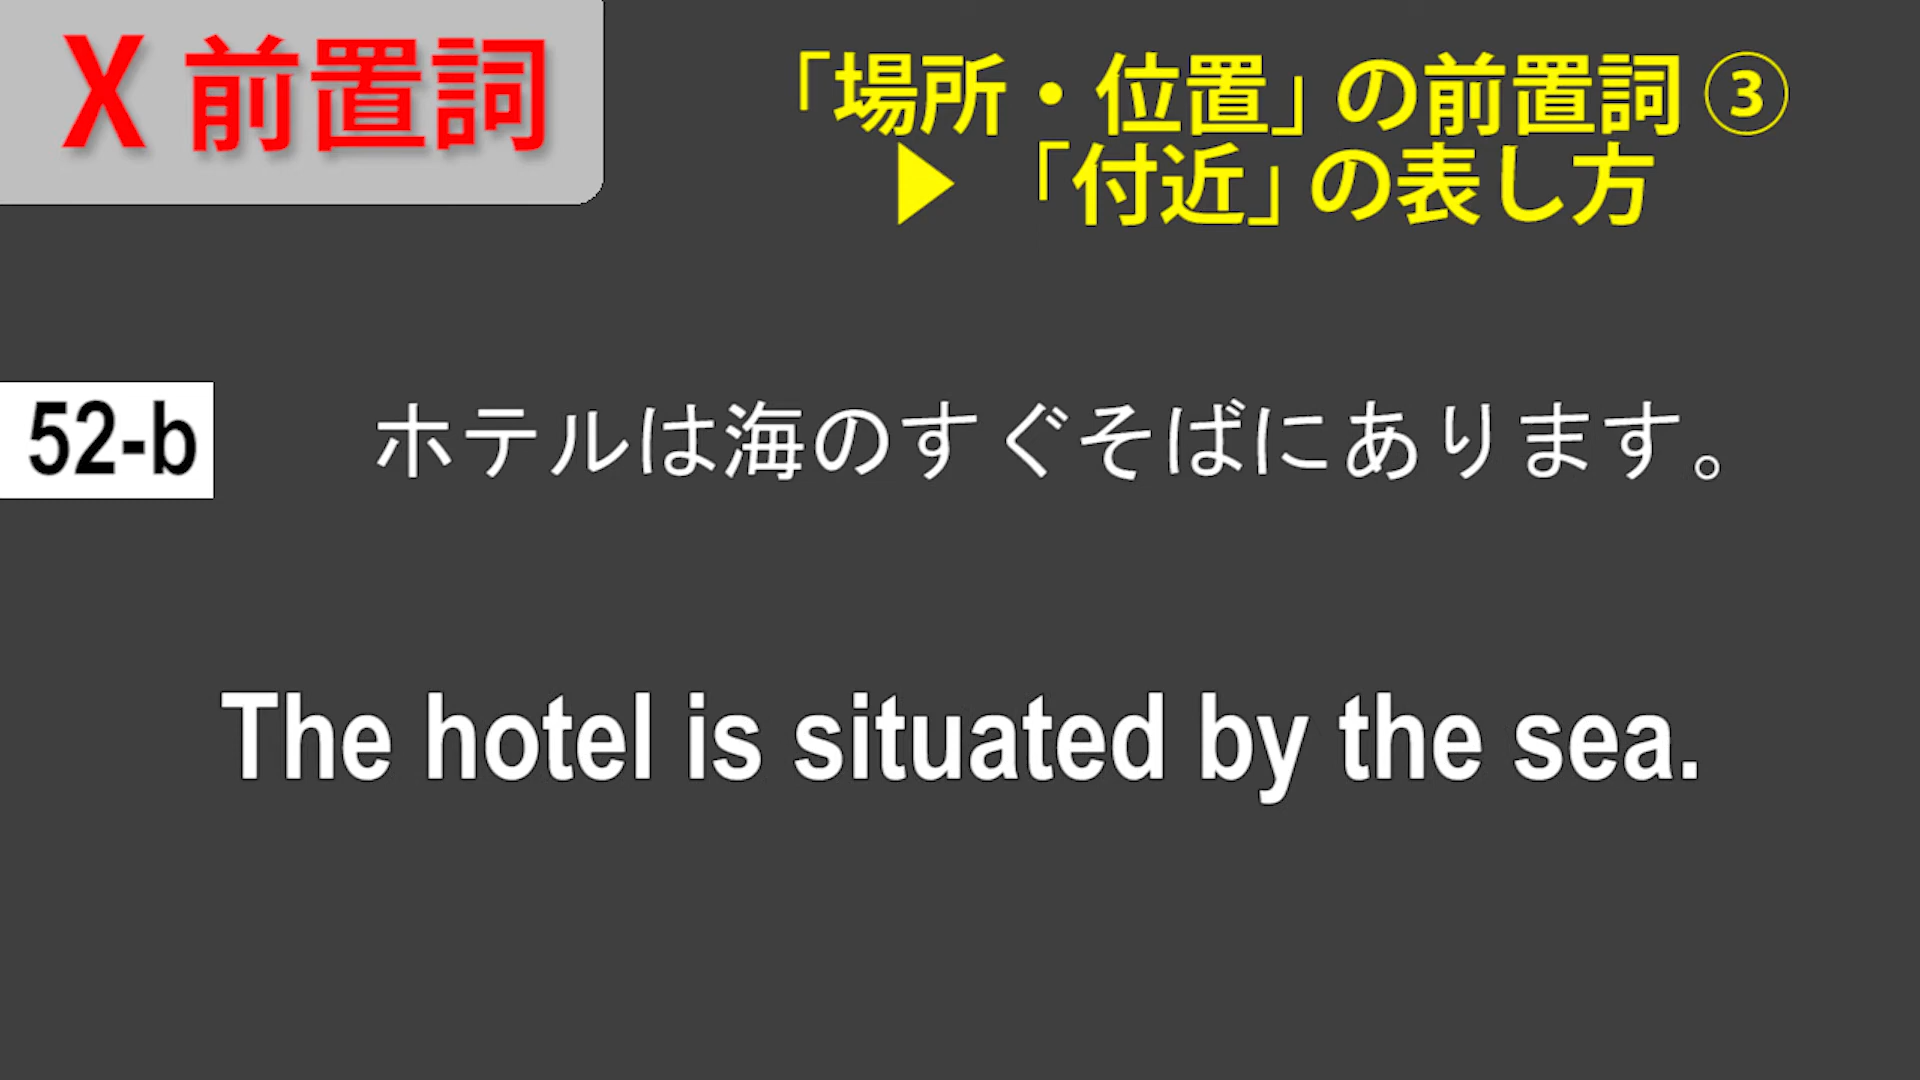 X 前置詞
「場所・位置」の前置詞③
▶「付近」の表し方
52-b
ホテルは海のすぐそばにあります。
The hotel is situated by the sea.